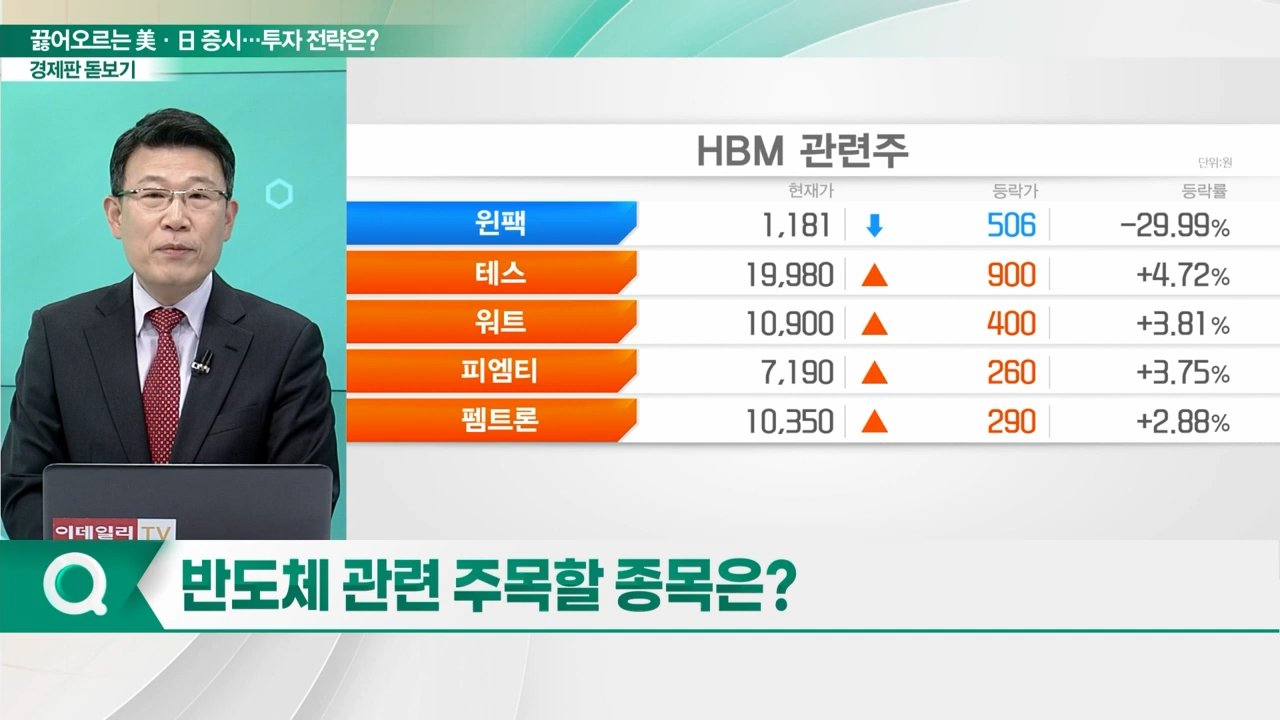 끓어오르는 美·日 증시…투자 전략은?
경제판 돋보기
HBM 관련주
단위:원
현재가 등락가 등락률
윈팩 1,181 ⬇ 506 -29.99%
테스 19,980 ▲ 900 +4.72%
워트 10,900 ▲ 400 +3.81%
피엠티 7,190 ▲ 260 +3.75%
펨트론 10,350 ▲ 290 +2.88%
이데일리TV
반도체 관련 주목할 종목은?